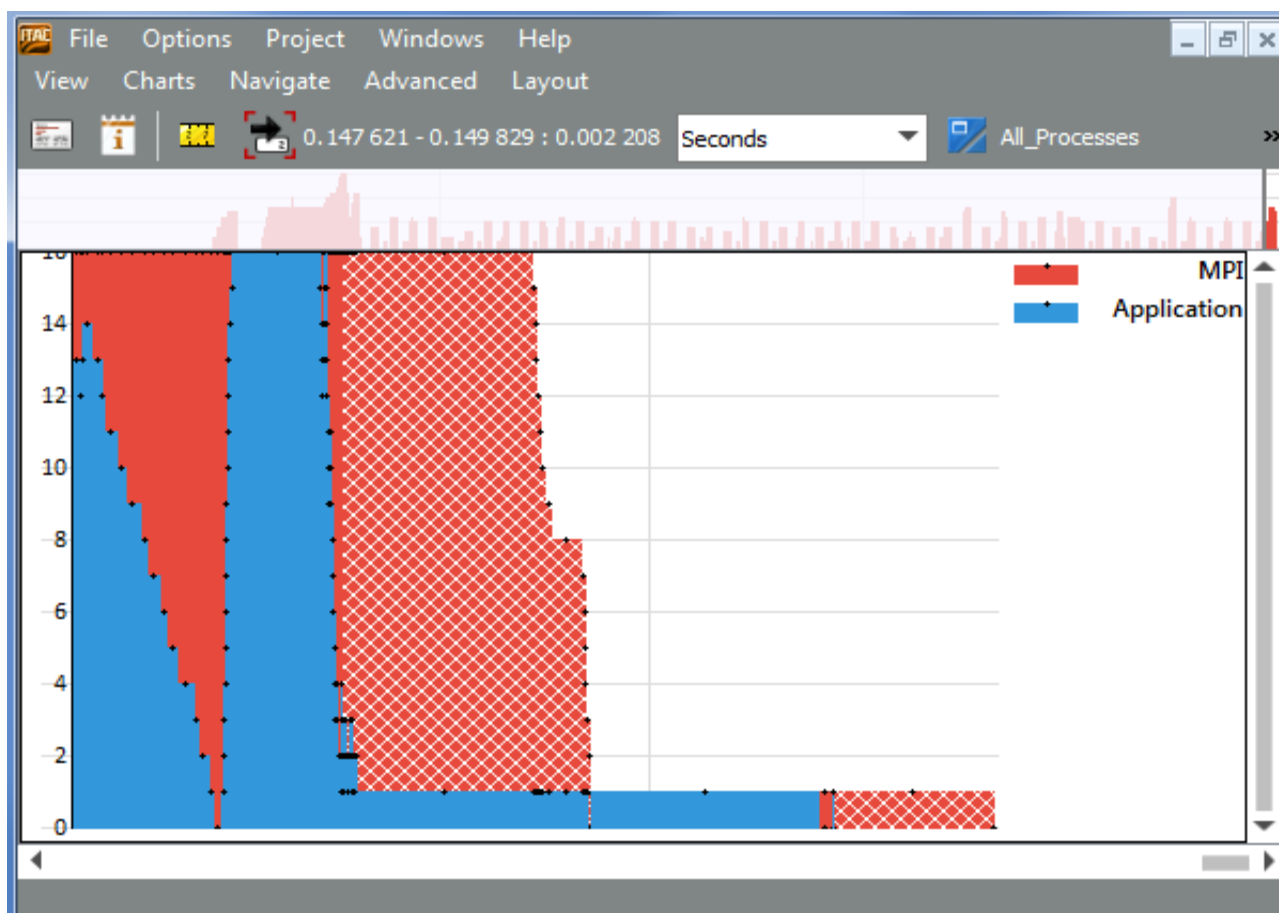 ITAC File Options Project Windows Help
View Charts Navigate Advanced Layout
0.147 621 - 0.149 829 : 0.002 208 Seconds All_Processes
16
14
12
10
8
6
4
2
0
MPI
Application